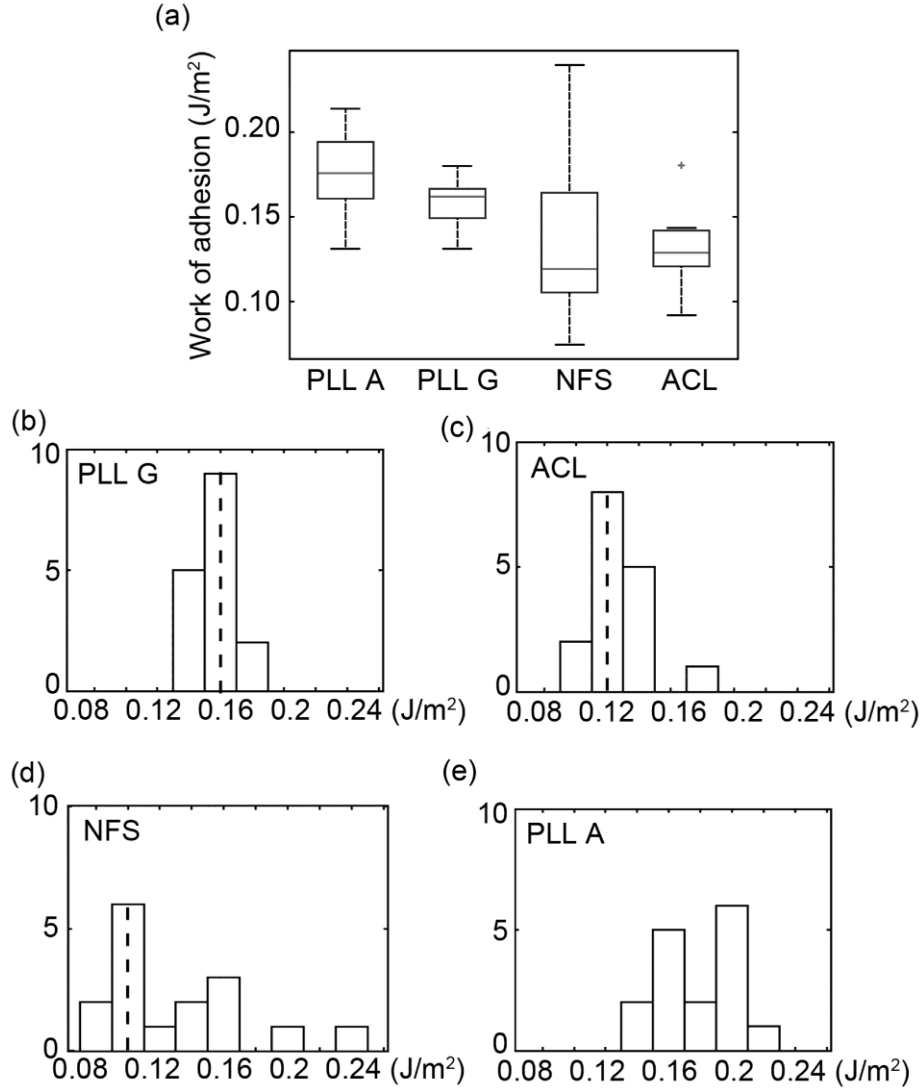 (a)
Work of adhesion (J/m²)
0.20
0.15
0.10
PLL A PLL G NFS ACL
(b)
10
PLL G
5
0
0.08 0.12 0.16 0.2 0.24 (J/m²)
(c)
10
ACL
5
0
0.08 0.12 0.16 0.2 0.24 (J/m²)
(d)
10
NFS
5
0
0.08 0.12 0.16 0.2 0.24 (J/m²)
(e)
10
PLL A
5
0
0.08 0.12 0.16 0.2 0.24 (J/m²)